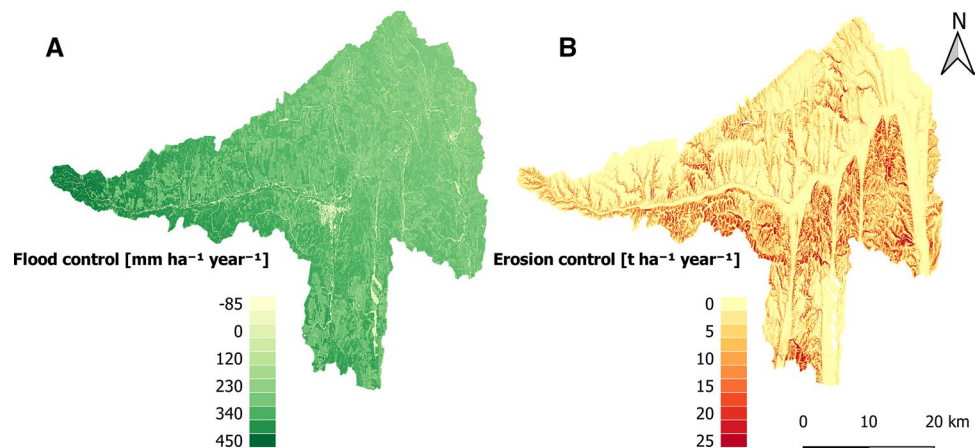 A
B
N
Flood control [mm ha⁻¹ year⁻¹]
-85
0
120
230
340
450
Erosion control [t ha⁻¹ year⁻¹]
0
5
10
15
20
25
0 10 20 km